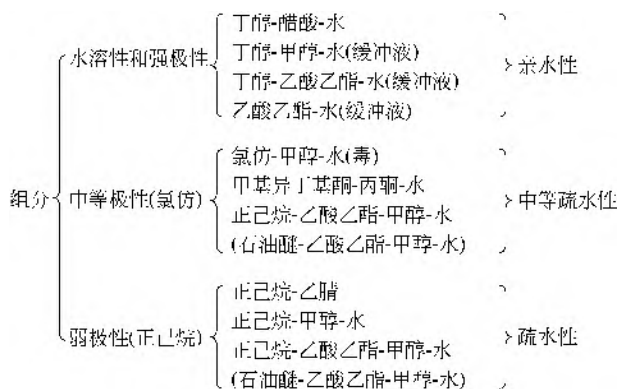 丁醇-醋酸-水
水溶性和强极性
丁醇-甲醇-水(缓冲液)
亲水性
丁醇-乙酸乙酯-水(缓冲液)
乙酸乙酯-水(缓冲液)
氯仿-甲醇-水(毒)
甲基异丁基酮-丙酮-水
组分
中等极性(氯仿)
中等疏水性
正己烷-乙酸乙酯-甲醇-水
(石油醚-乙酸乙酯-甲醇-水)
正己烷-乙腈
正己烷-甲醇-水
弱极性(正己烷)
疏水性
正己烷-乙酸乙酯-甲醇-水
(石油醚-乙酸乙酯-甲醇-水)